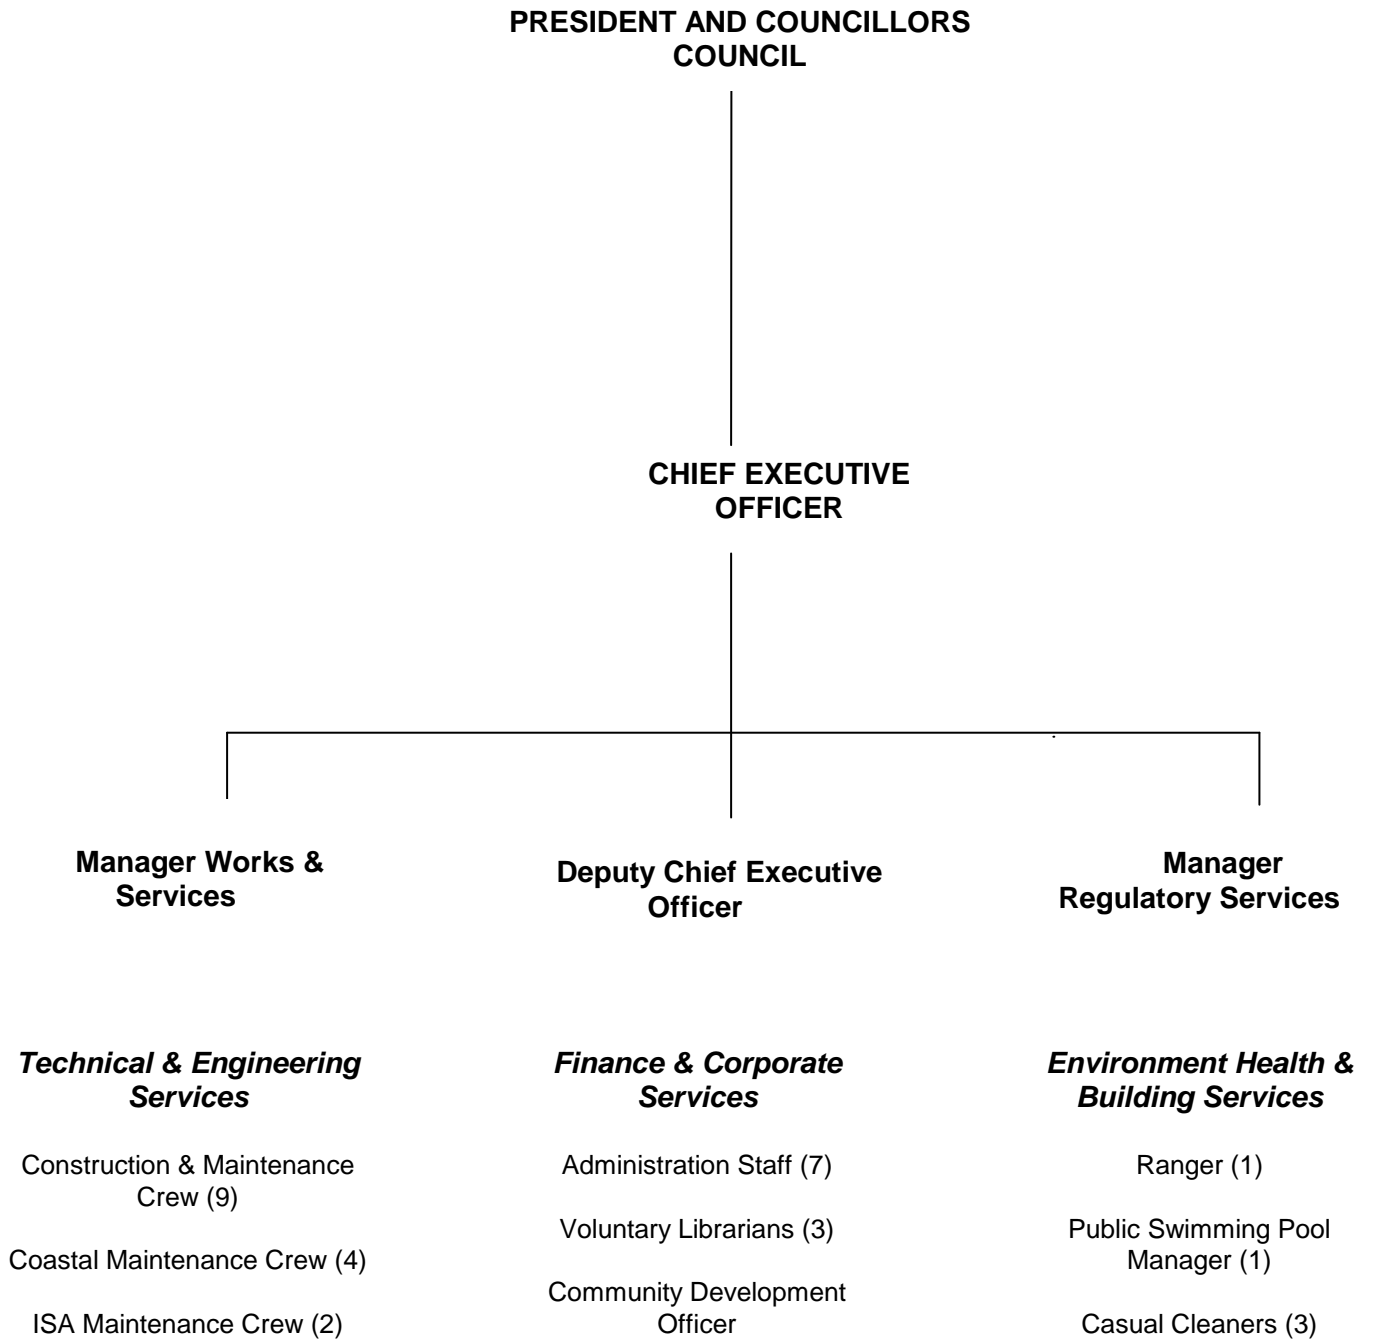 PRESIDENT AND COUNCILLORS
COUNCIL
CHIEF EXECUTIVE
OFFICER
Manager Works &
Services
Deputy Chief Executive
Officer
Manager
Regulatory Services
Technical & Engineering
Services
Construction & Maintenance
Crew (9)
Coastal Maintenance Crew (4)
ISA Maintenance Crew (2)
Finance & Corporate
Services
Administration Staff (7)
Voluntary Librarians (3)
Community Development
Officer
Environment Health &
Building Services
Ranger (1)
Public Swimming Pool
Manager (1)
Casual Cleaners (3)